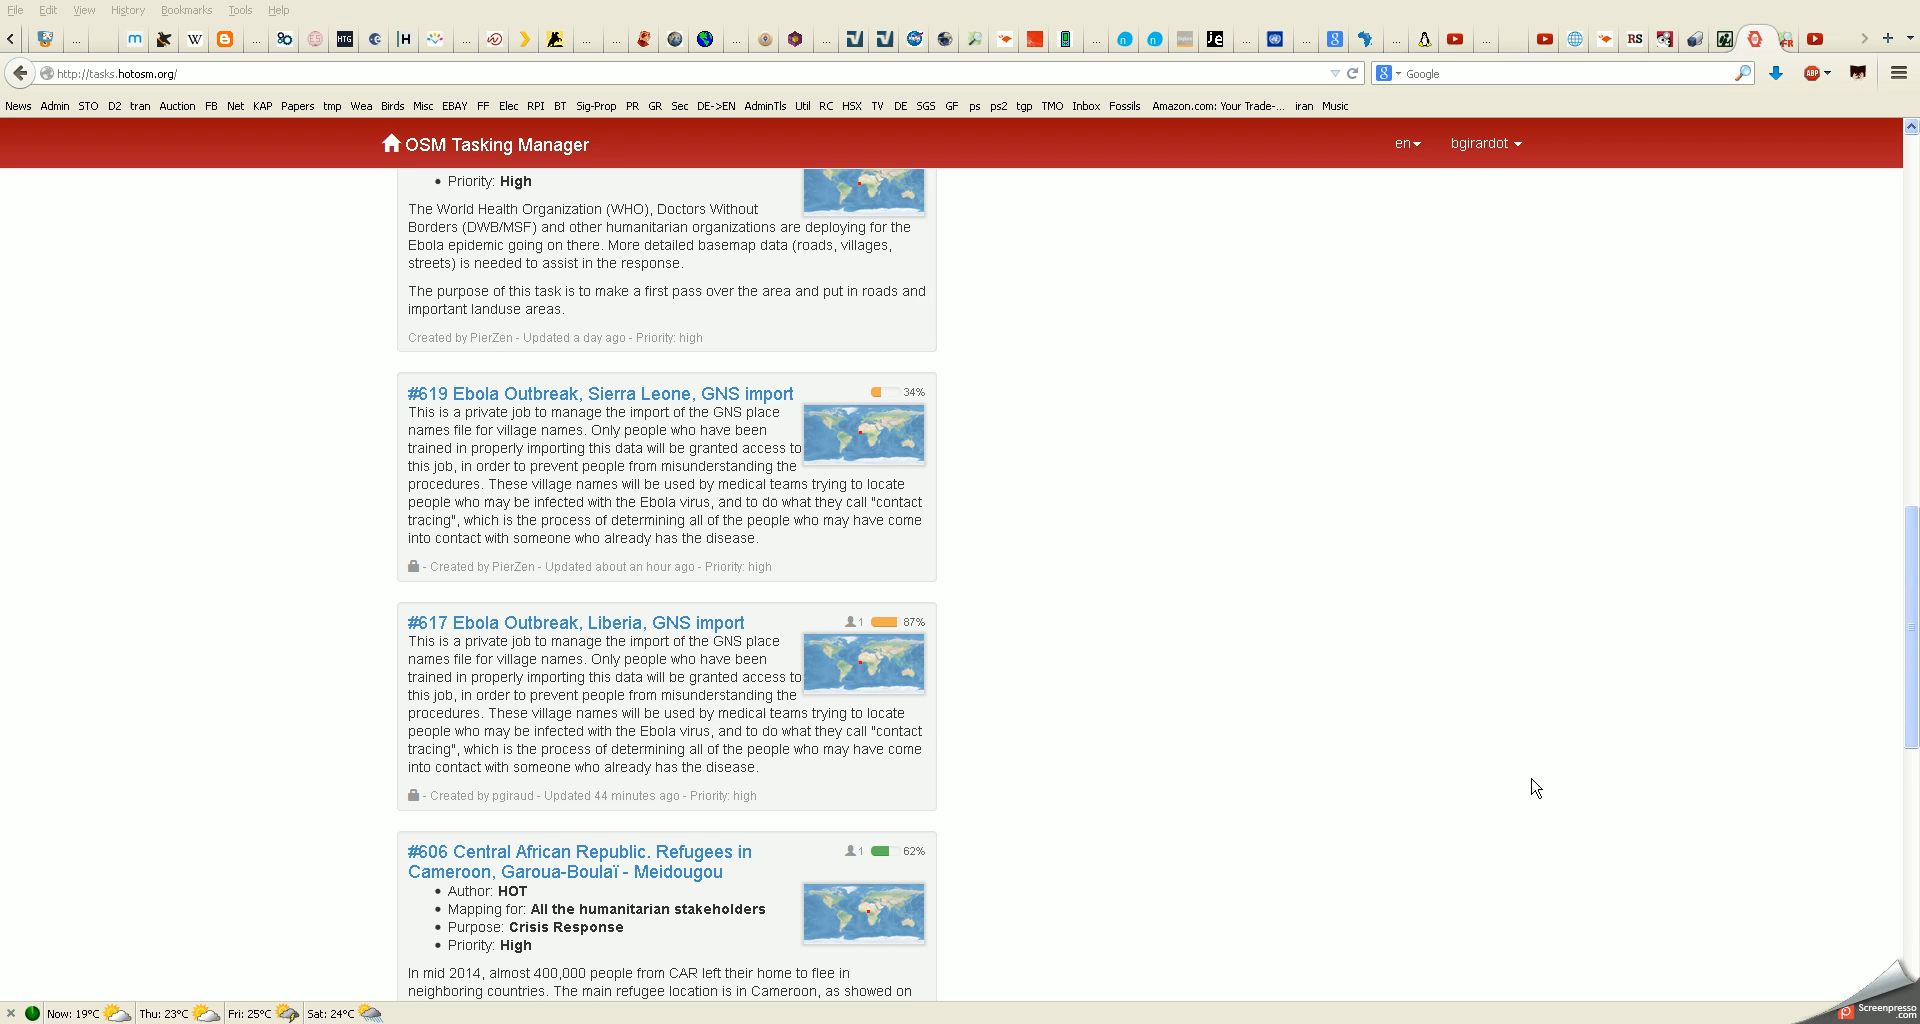 File Edit View History Bookmarks Tools Help
http://tasks.hotosm.org/
Google
News Admin STO D2 tran Auction FB Net KAP Papers tmp Wea Birds Misc EBAY FF Elec RPI BT Sig-Prop PR GR Sec DE->EN AdminTls Util RC HSX TV DE SGS GF ps ps2 tgp TMO Inbox Fossils Amazon.com: Your Trade-... iran Music
OSM Tasking Manager
en
bgirardot
• Priority: High
The World Health Organization (WHO), Doctors Without
Borders (DWB/MSF) and other humanitarian organizations are deploying for the
Ebola epidemic going on there. More detailed basemap data (roads, villages,
streets) is needed to assist in the response.
The purpose of this task is to make a first pass over the area and put in roads and
important landuse areas.
Created by PierZen - Updated a day ago - Priority: high
#619 Ebola Outbreak, Sierra Leone, GNS import
34%
This is a private job to manage the import of the GNS place
names file for village names. Only people who have been
trained in properly importing this data will be granted access to
this job, in order to prevent people from misunderstanding the
procedures. These village names will be used by medical teams trying to locate
people who may be infected with the Ebola virus, and to do what they call "contact
tracing", which is the process of determining all of the people who may have come
into contact with someone who already has the disease.
- Created by PierZen - Updated about an hour ago - Priority: high
#617 Ebola Outbreak, Liberia, GNS import
1 87%
This is a private job to manage the import of the GNS place
names file for village names. Only people who have been
trained in properly importing this data will be granted access to
this job, in order to prevent people from misunderstanding the
procedures. These village names will be used by medical teams trying to locate
people who may be infected with the Ebola virus, and to do what they call "contact
tracing", which is the process of determining all of the people who may have come
into contact with someone who already has the disease.
- Created by pgiraud - Updated 44 minutes ago - Priority: high
#606 Central African Republic. Refugees in
Cameroon, Garoua-Boulaï - Meidougou
1 62%
• Author: HOT
• Mapping for: All the humanitarian stakeholders
• Purpose: Crisis Response
• Priority: High
In mid 2014, almost 400,000 people from CAR left their home to flee in
neighboring countries. The main refugee location is in Cameroon, as showed on
Now: 19°C Thu: 23°C Fri: 25°C Sat: 24°C
Screenpresso
.com